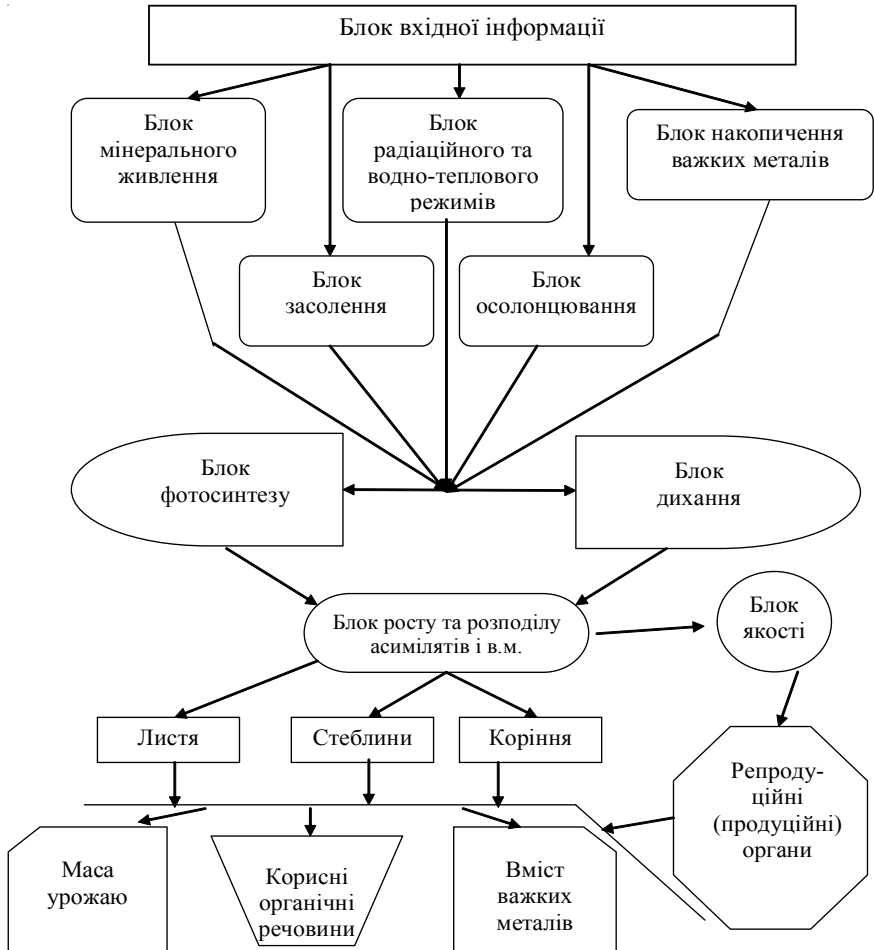 Блок вхідної інформації
Блок
мінерального
живлення
Блок
радіаційного та
водно-теплового
режимів
Блок накопичення
важких металів
Блок
засолення
Блок
осолонцювання
Блок
фотосинтезу
Блок
дихання
Блок росту та розподілу
асимілятів і в.м.
Блок
якості
Листя
Стеблини
Коріння
Репроду-
ційні
(продуційні)
органи
Маса
урожаю
Корисні
органічні
речовини
Вміст
важких
металів